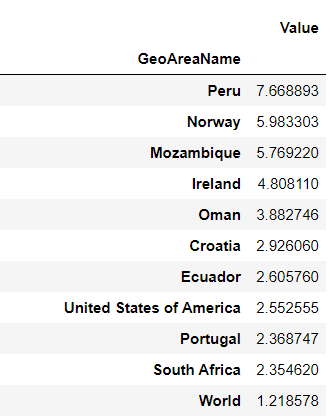 Value
GeoAreaName
Peru 7.668893
Norway 5.983303
Mozambique 5.769220
Ireland 4.808110
Oman 3.882746
Croatia 2.926060
Ecuador 2.605760
United States of America 2.552555
Portugal 2.368747
South Africa 2.354620
World 1.218578